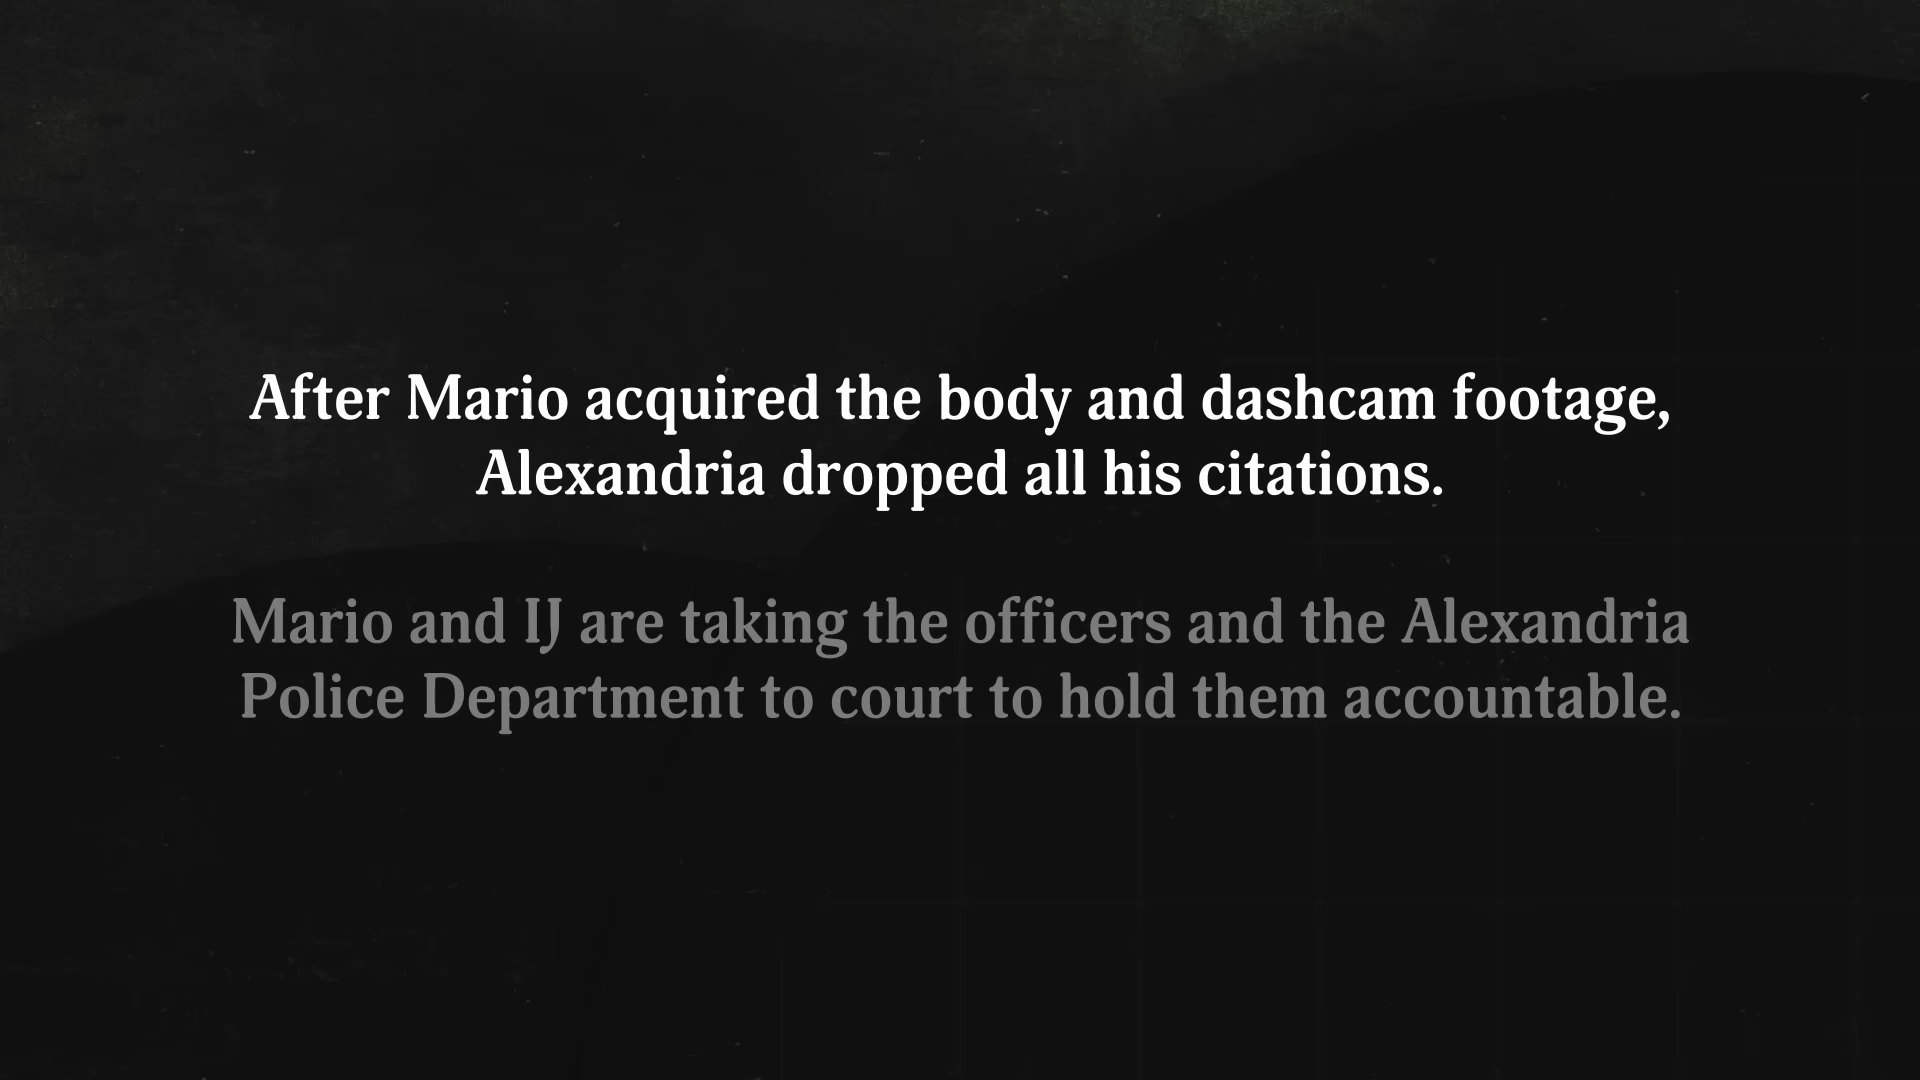 After Mario acquired the body and dashcam footage,
Alexandria dropped all his citations.
Mario and IJ are taking the officers and the Alexandria
Police Department to court to hold them accountable.